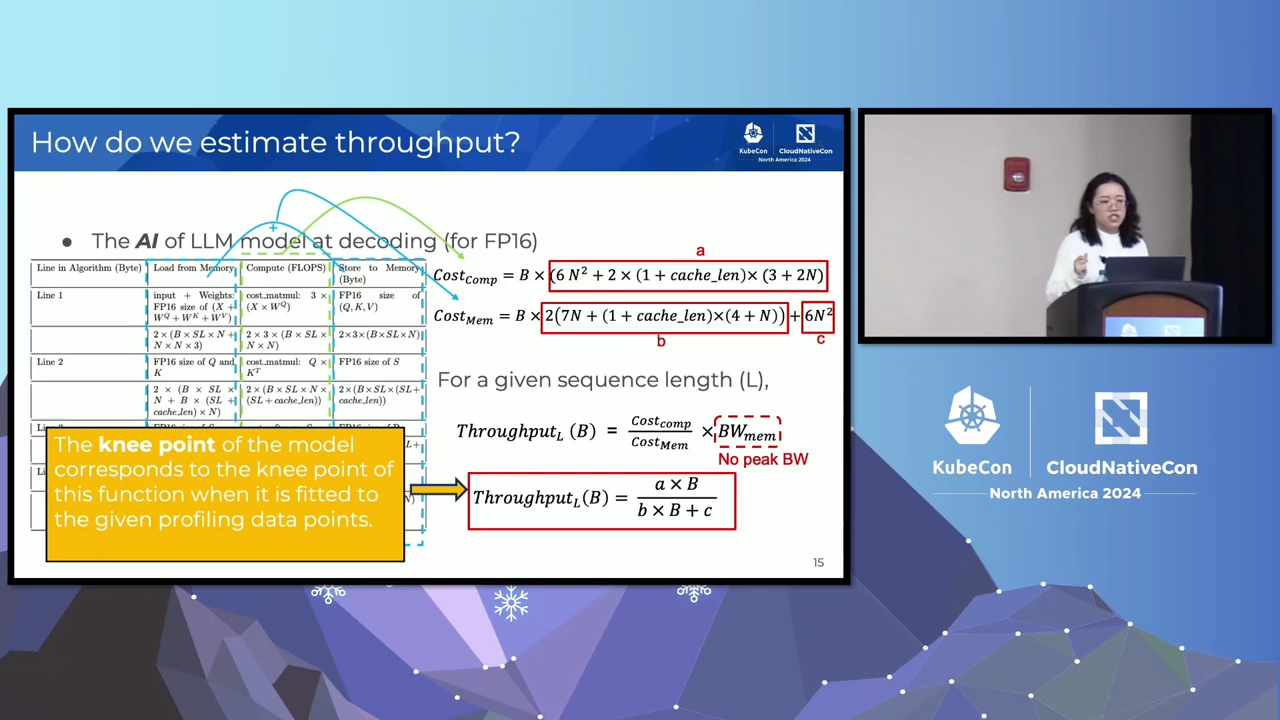 How do we estimate throughput?
KubeCon
CloudNativeCon
North America 2024
● The AI of LLM model at decoding (for FP16)
Line in Algorithm (Byte)
Load from Memory
Compute (FLOPS)
Store to Memory (Byte)
Line 1
input + Weights: FP16 size of (X + W^Q + W^K + W^V)
cost_matmul: 3 × (X × W^Q)
FP16 size of (Q, K, V)
2 × (B × SL × N + N × N × 3)
2 × 3 × (B × SL × N × N)
2×3×(B×SL×N)
Line 2
FP16 size of Q and K
cost_matmul: Q × K^T
FP16 size of S
2 × (B × SL × N + B × (SL + cache_len) × N)
2 × (B × SL × N × (SL + cache_len))
2×(B×SL×(SL+ cache_len))
+
a
Cost_Comp = B × (6 N² + 2 × (1 + cache_len) × (3 + 2N)
Cost_Mem = B × 2(7N + (1 + cache_len)×(4 + N)) + 6N²
b
c
For a given sequence length (L),
Throughput_L (B) = Cost_comp / Cost_Mem × BW_mem
No peak BW
The knee point of the model
corresponds to the knee point of
this function when it is fitted to
the given profiling data points.
Throughput_L(B) = a × B / b × B + c
15
KubeCon
CloudNativeCon
North America 2024